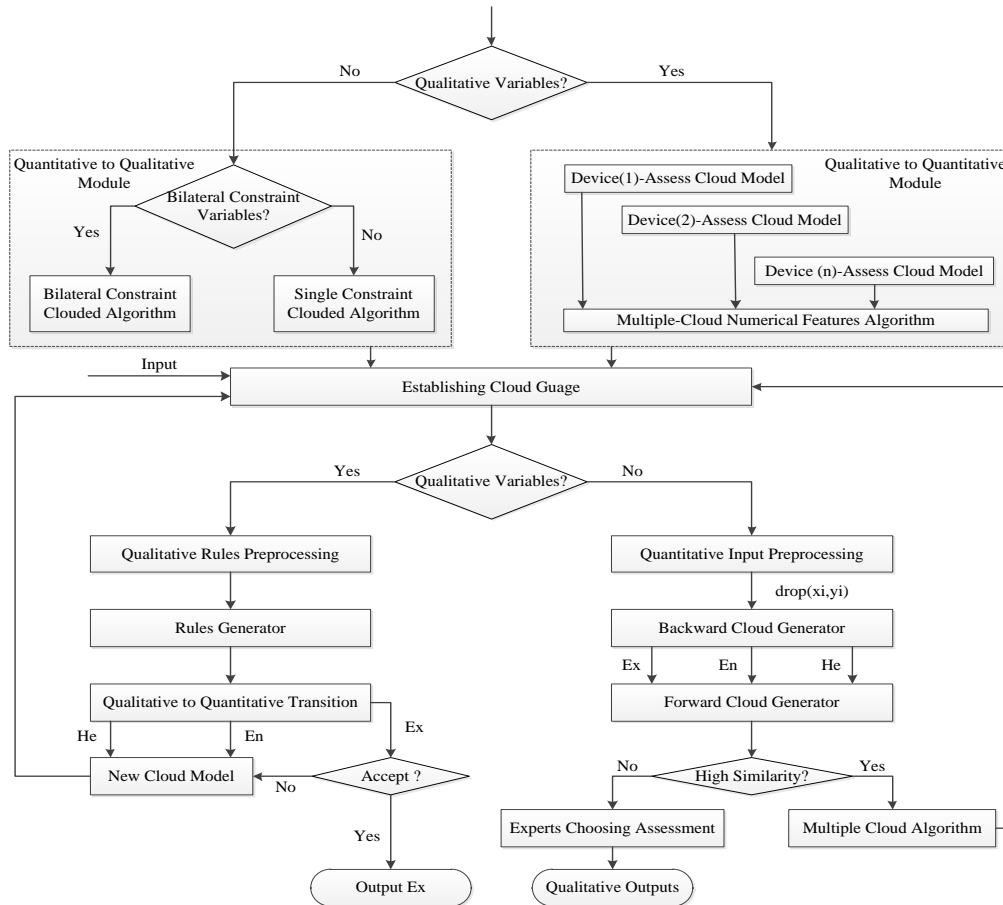 Qualitative Variables?
No
Yes
Quantitative to Qualitative
Module
Bilateral Constraint
Variables?
Yes
No
Bilateral Constraint
Clouded Algorithm
Single Constraint
Clouded Algorithm
Qualitative to Quantitative
Module
Device(1)-Assess Cloud Model
Device(2)-Assess Cloud Model
Device (n)-Assess Cloud Model
Multiple-Cloud Numerical Features Algorithm
Input
Establishing Cloud Guage
Qualitative Variables?
Yes
No
Qualitative Rules Preprocessing
Rules Generator
Qualitative to Quantitative Transition
He
En
Ex
New Cloud Model
No
Accept ?
Yes
Output Ex
Quantitative Input Preprocessing
drop(xi,yi)
Backward Cloud Generator
Ex
En
He
Forward Cloud Generator
High Similarity?
No
Yes
Experts Choosing Assessment
Multiple Cloud Algorithm
Qualitative Outputs